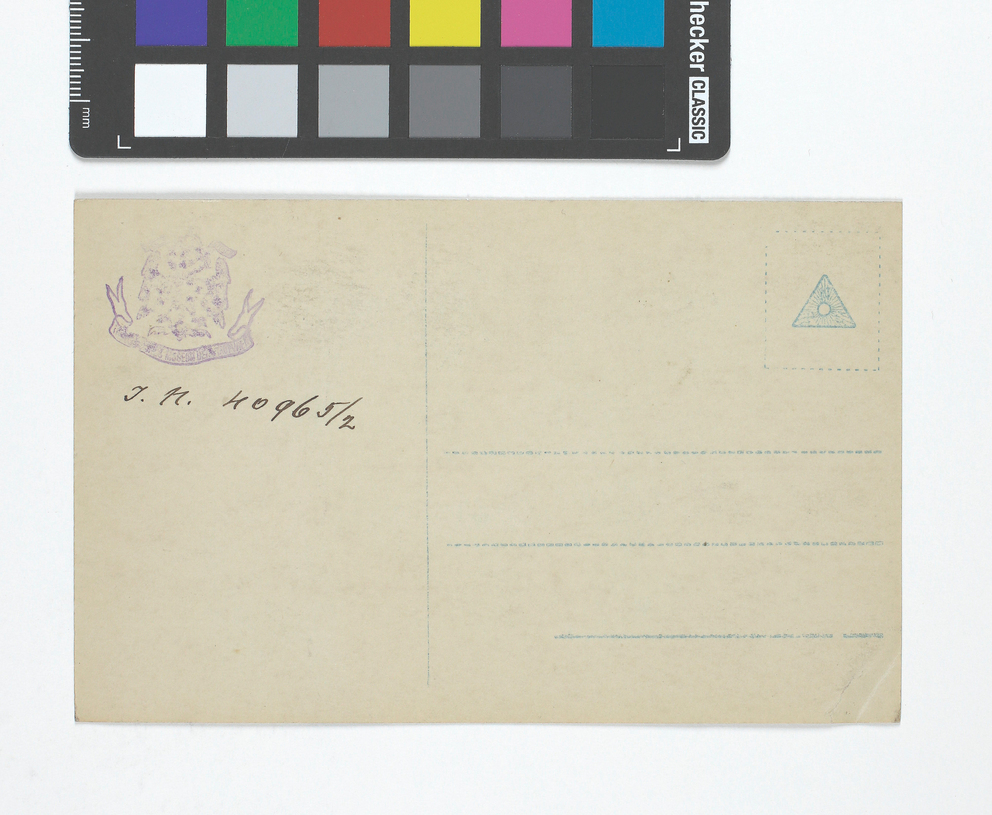 hecker CLASSIC
mm
I. N. 40965/2